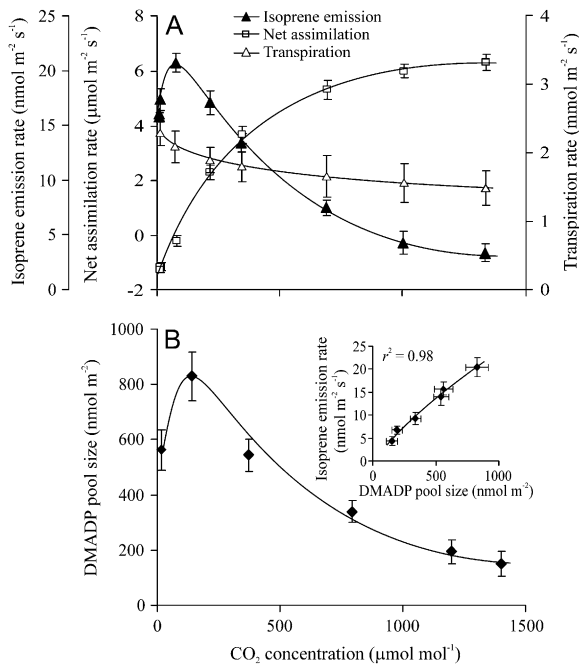 A
Isoprene emission
Net assimilation
Transpiration
Isoprene emission rate (nmol m-2 s-1)
25
20
15
10
5
0
Net assimilation rate (μmol m-2 s-1)
8
6
4
2
0
-2
Transpiration rate (mmol m-2 s-1)
4
3
2
1
0
B
DMADP pool size (nmol m-2)
1000
800
600
400
200
0
0 500 1000 1500
CO2 concentration (μmol mol-1)
r2 = 0.98
Isoprene emission rate
(nmol m-2 s-1)
25
20
15
10
5
0
0 500 1000
DMADP pool size (nmol m-2)